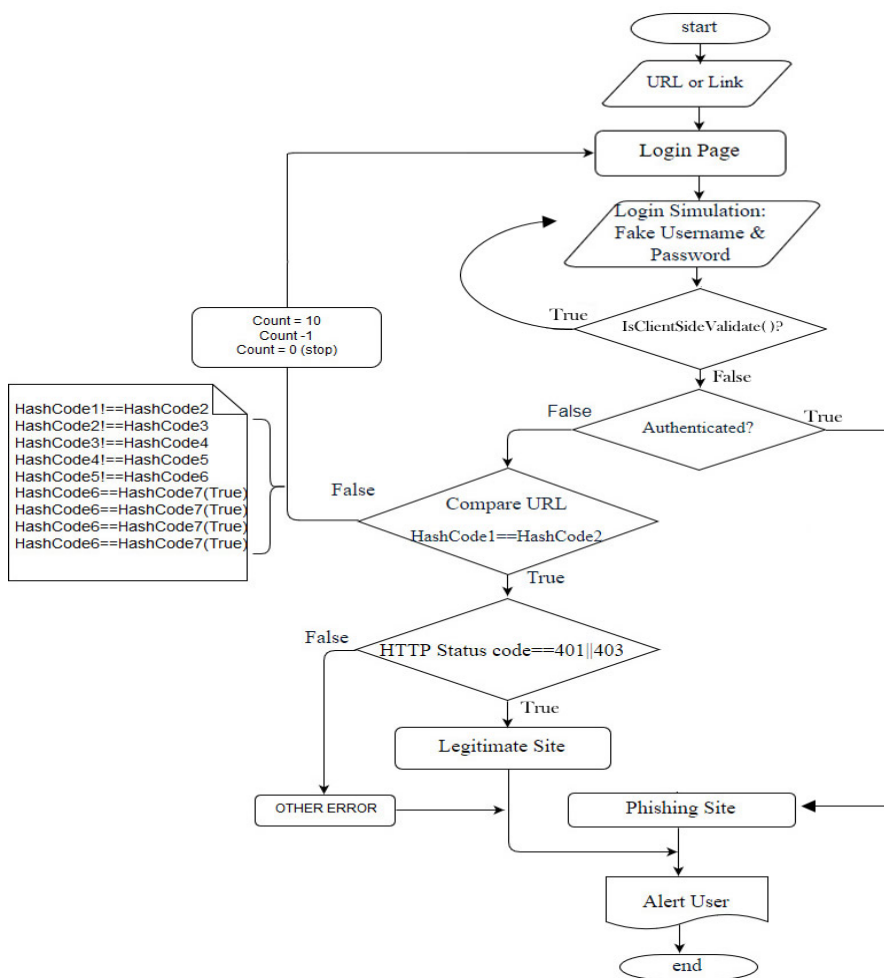 start
URL or Link
Login Page
Login Simulation:
Fake Username &
Password
True
IsClientSideValidate()?
False
Count = 10
Count -1
Count = 0 (stop)
False
Authenticated?
True
HashCode1!==HashCode2
HashCode2!==HashCode3
HashCode3!==HashCode4
HashCode4!==HashCode5
HashCode5!==HashCode6
HashCode6==HashCode7(True)
HashCode6==HashCode7(True)
HashCode6==HashCode7(True)
HashCode6==HashCode7(True)
False
Compare URL
HashCode1==HashCode2
True
False
HTTP Status code==401||403
True
Legitimate Site
OTHER ERROR
Phishing Site
Alert User
end